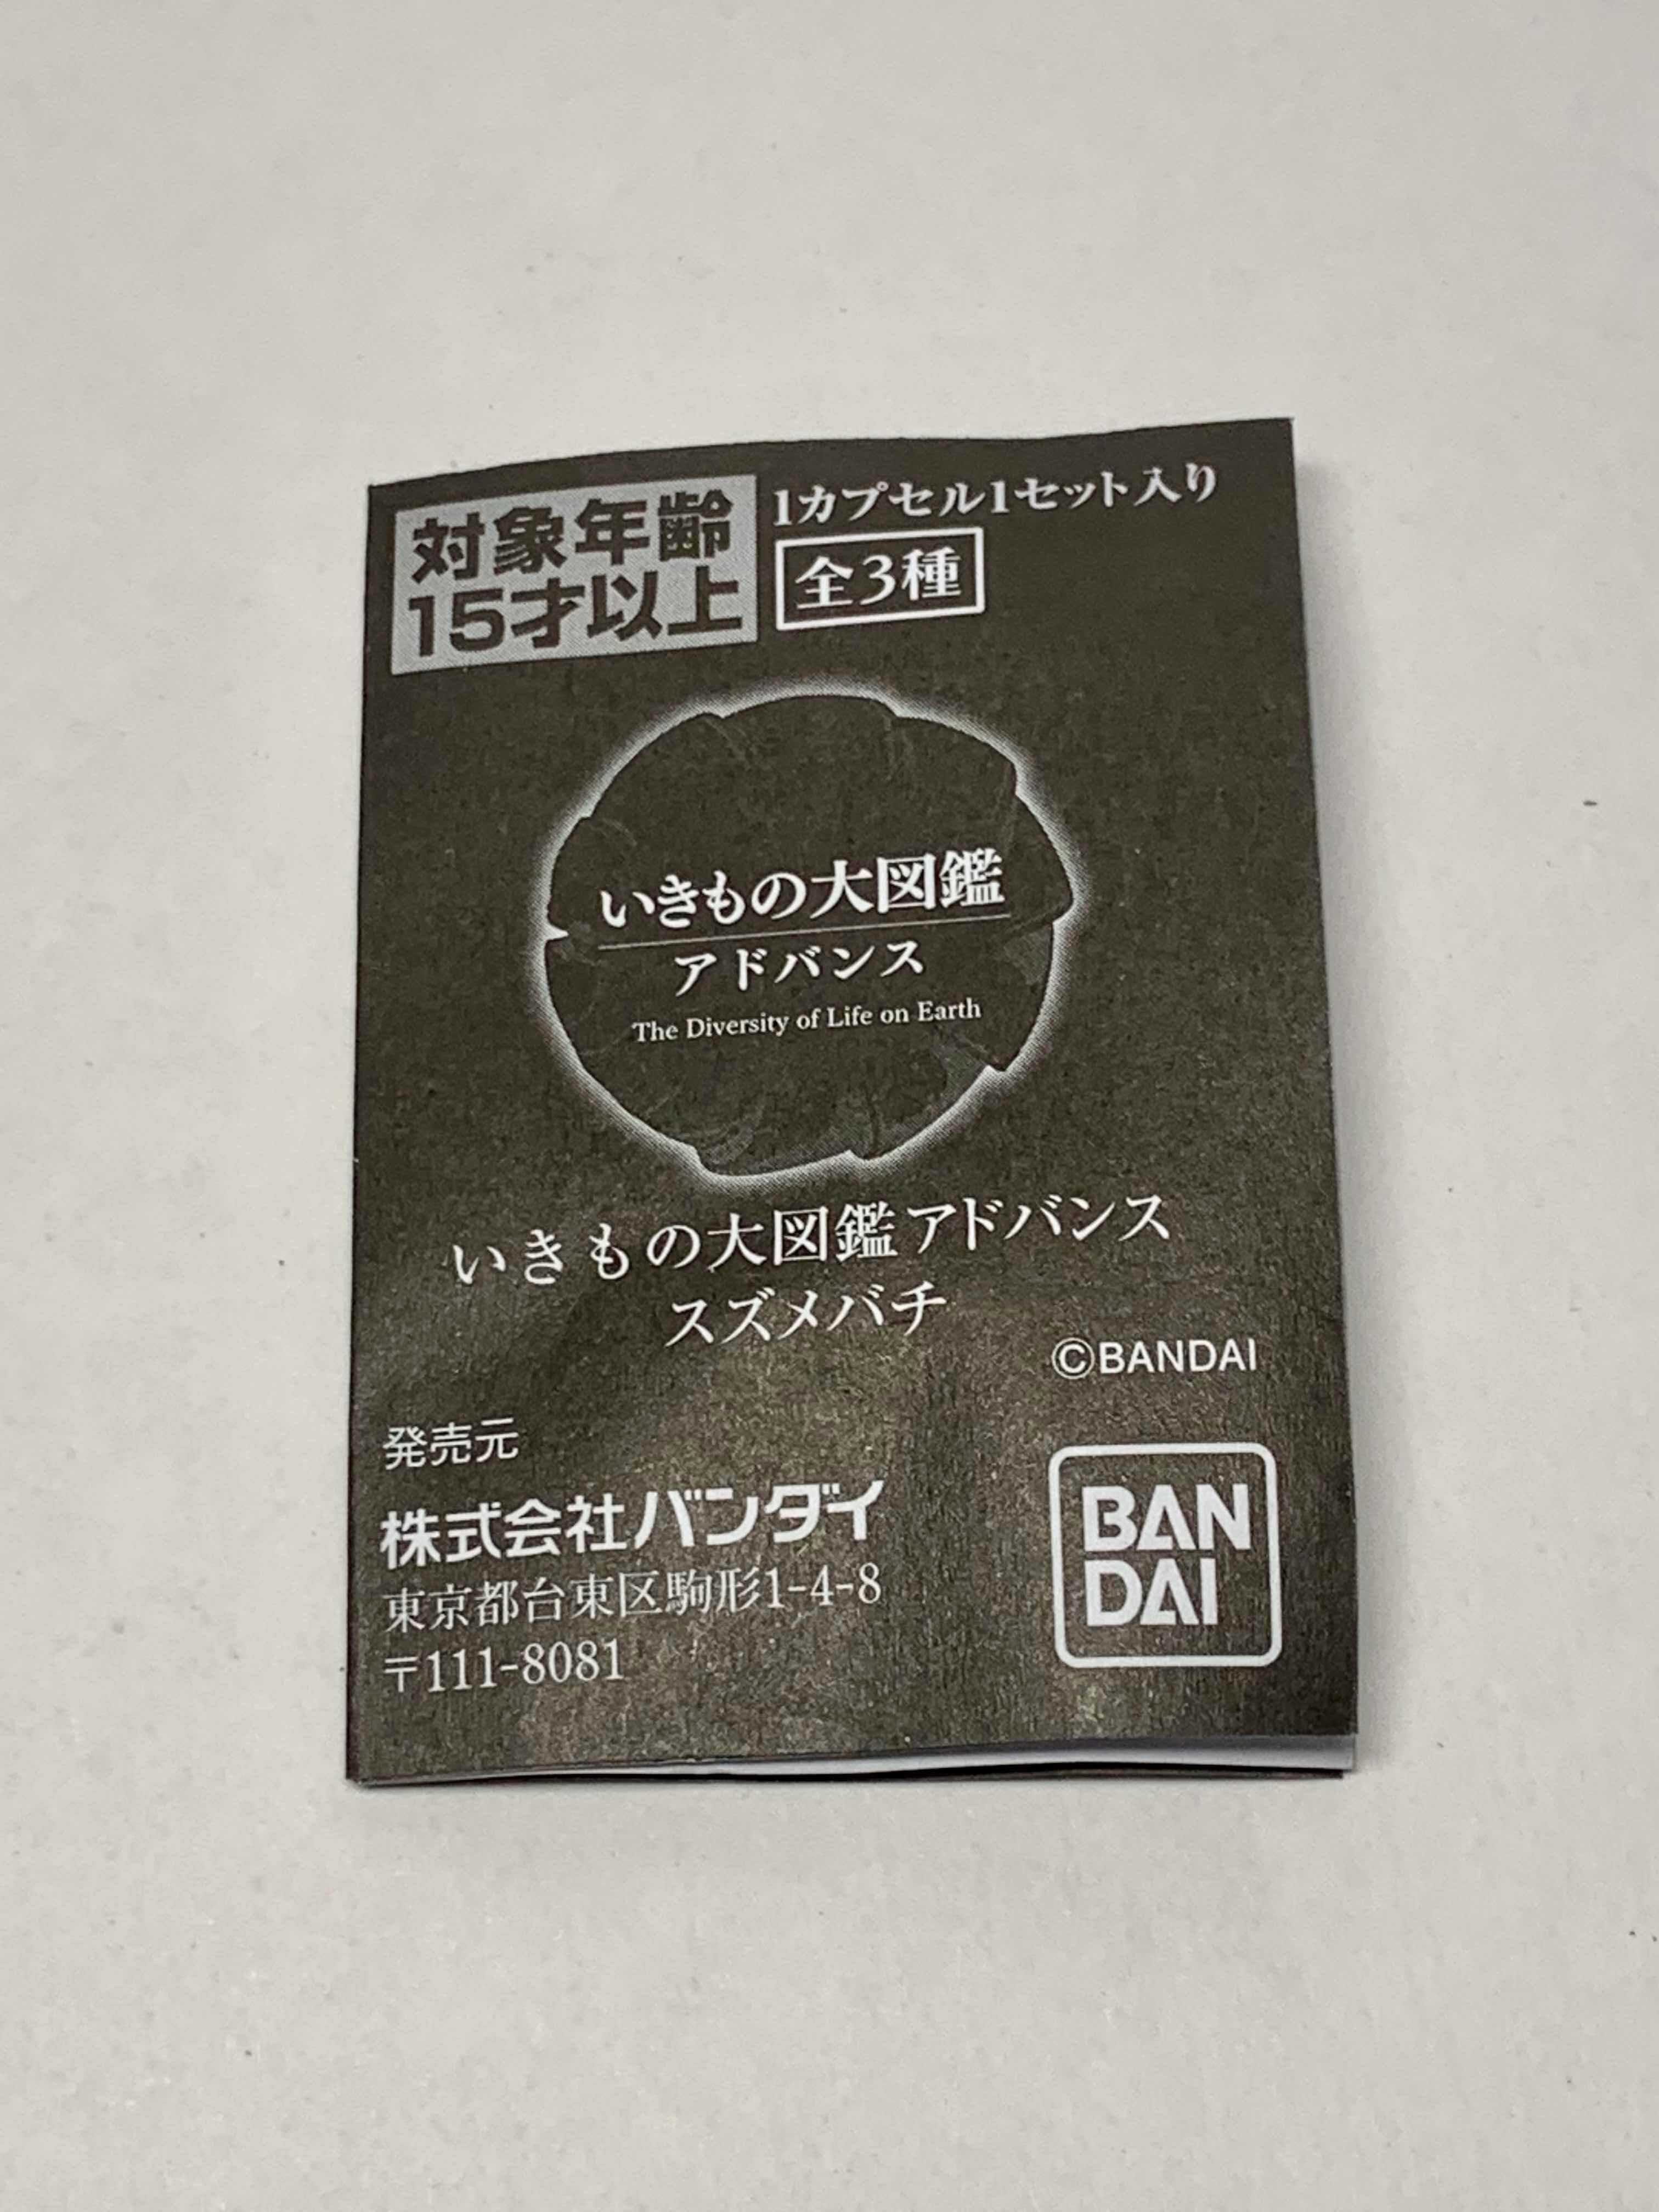 対象年齢
15才以上
1カプセル1セット入り
全3種
いきもの大図鑑
アドバンス
The Diversity of Life on Earth
いきもの大図鑑アドバンス
スズメバチ
©BANDAI
発売元
株式会社バンダイ
東京都台東区駒形1-4-8
〒111-8081
BAN
DAI